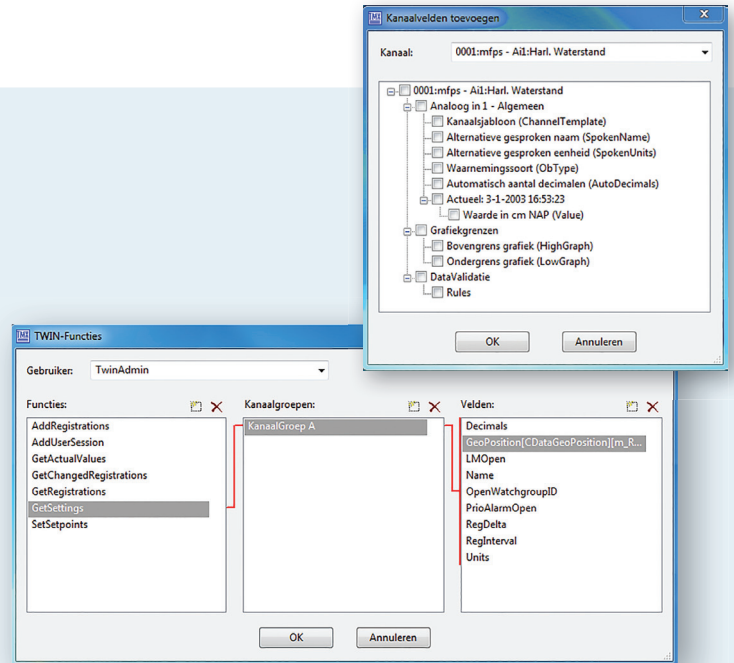 Kanaalvelden toevoegen
Kanaal: 0001:mfps - Ai1:Harl. Waterstand
0001:mfps - Ai1:Harl. Waterstand
Analoog in 1 - Algemeen
Kanaalsjabloon (ChannelTemplate)
Alternatieve gesproken naam (SpokenName)
Alternatieve gesproken eenheid (SpokenUnits)
Waarnemingssoort (ObType)
Automatisch aantal decimalen (AutoDecimals)
Actueel: 3-1-2003 16:53:23
Waarde in cm NAP (Value)
Grafiekgrenzen
Bovengrens grafiek (HighGraph)
Ondergrens grafiek (LowGraph)
DataValidatie
Rules
OK Annuleren
TWIN-Functies
Gebruiker: TwinAdmin
Functies:
AddRegistrations
AddUserSession
GetActualValues
GetChangedRegistrations
GetRegistrations
GetSettings
SetSetpoints
Kanaalgroepen:
KanaalGroep A
Velden:
Decimals
GeoPosition[CDataGeoPosition][m_R...
LMOpen
Name
OpenWatchgroupID
PrioAlarmOpen
RegDelta
RegInterval
Units
OK Annuleren